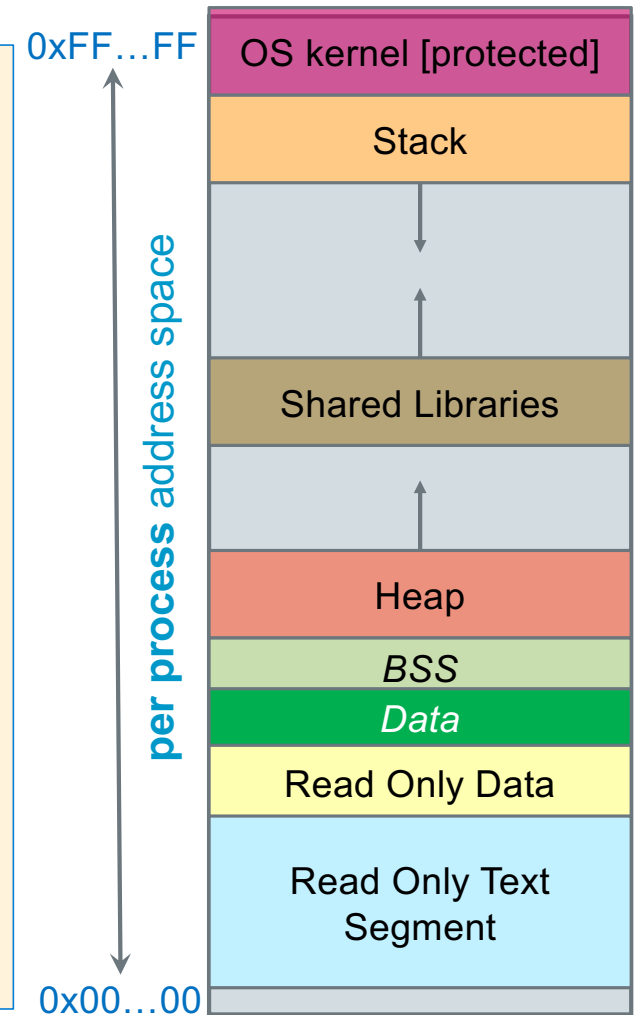 0xFF…FF
OS kernel [protected]
Stack
per process address space
Shared Libraries
Heap
BSS
Data
Read Only Data
Read Only Text
Segment
0x00…00